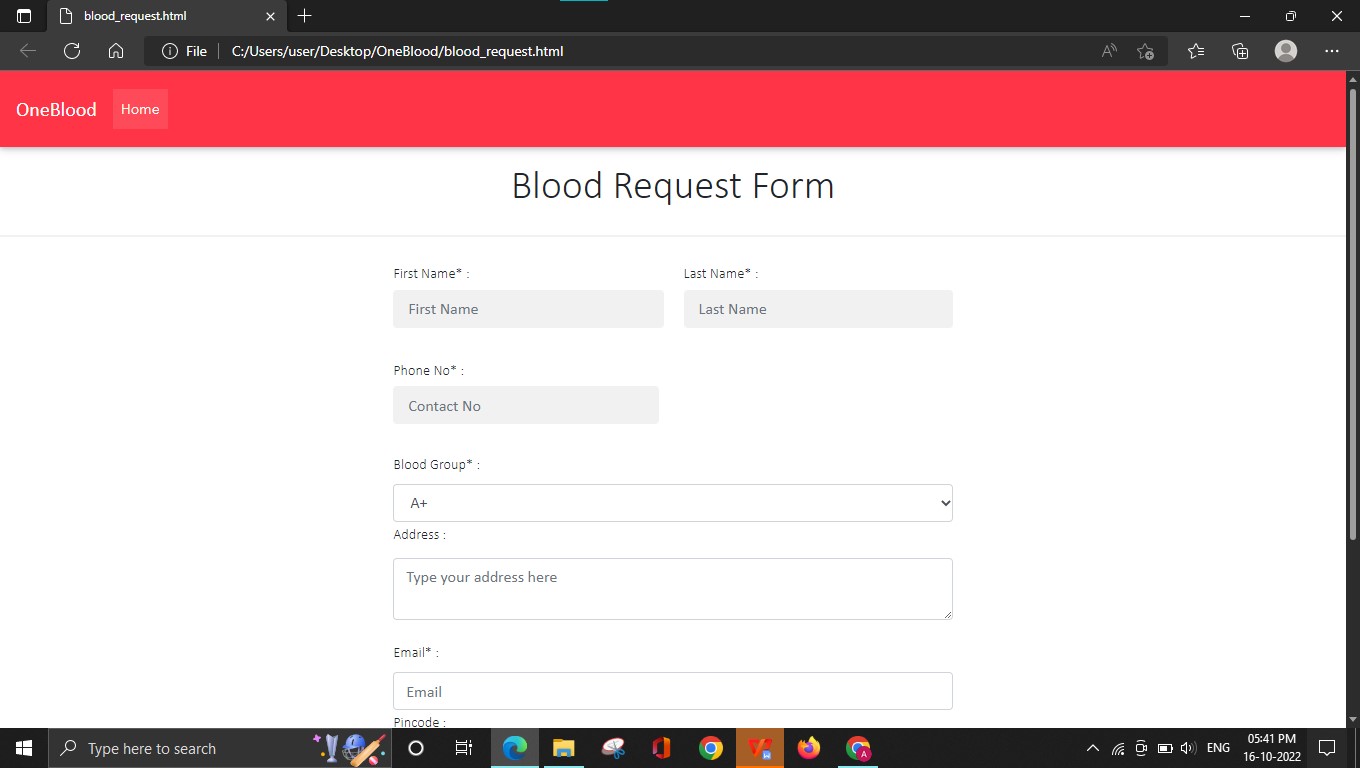 blood_request.html
File
C:/Users/user/Desktop/OneBlood/blood_request.html
OneBlood Home
Blood Request Form
First Name* : Last Name* :
First Name Last Name
Phone No* :
Contact No
Blood Group* :
A+
Address :
Type your address here
Email* :
Email
Pincode :
Type here to search
ENG
05:41 PM
16-10-2022